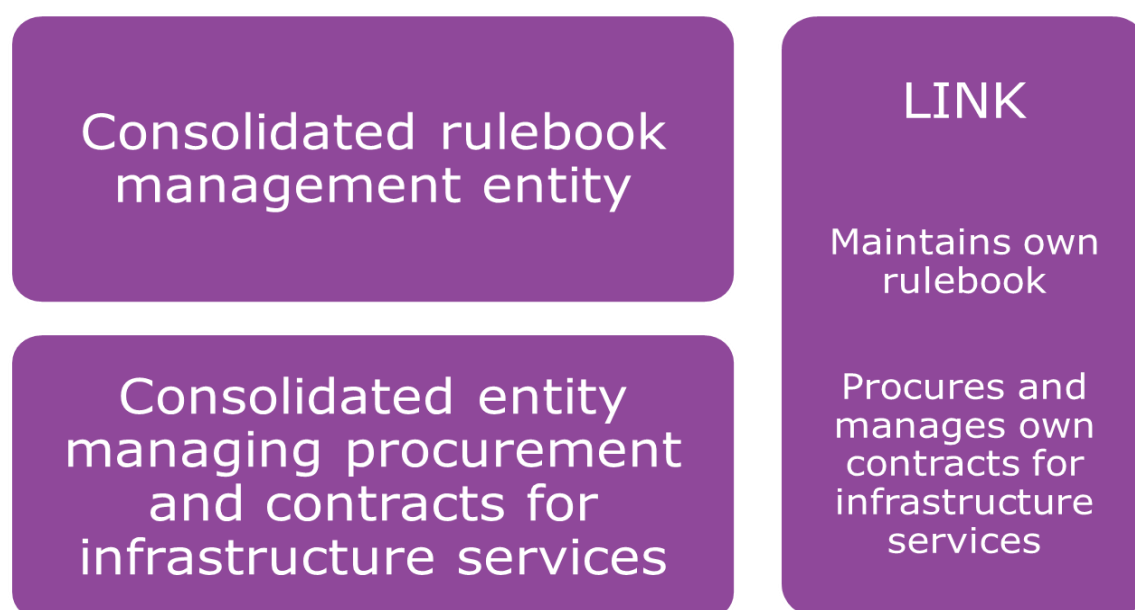 Consolidated rulebook
management entity
Consolidated entity
managing procurement
and contracts for
infrastructure services
LINK
Maintains own
rulebook
Procures and
manages own
contracts for
infrastructure
services